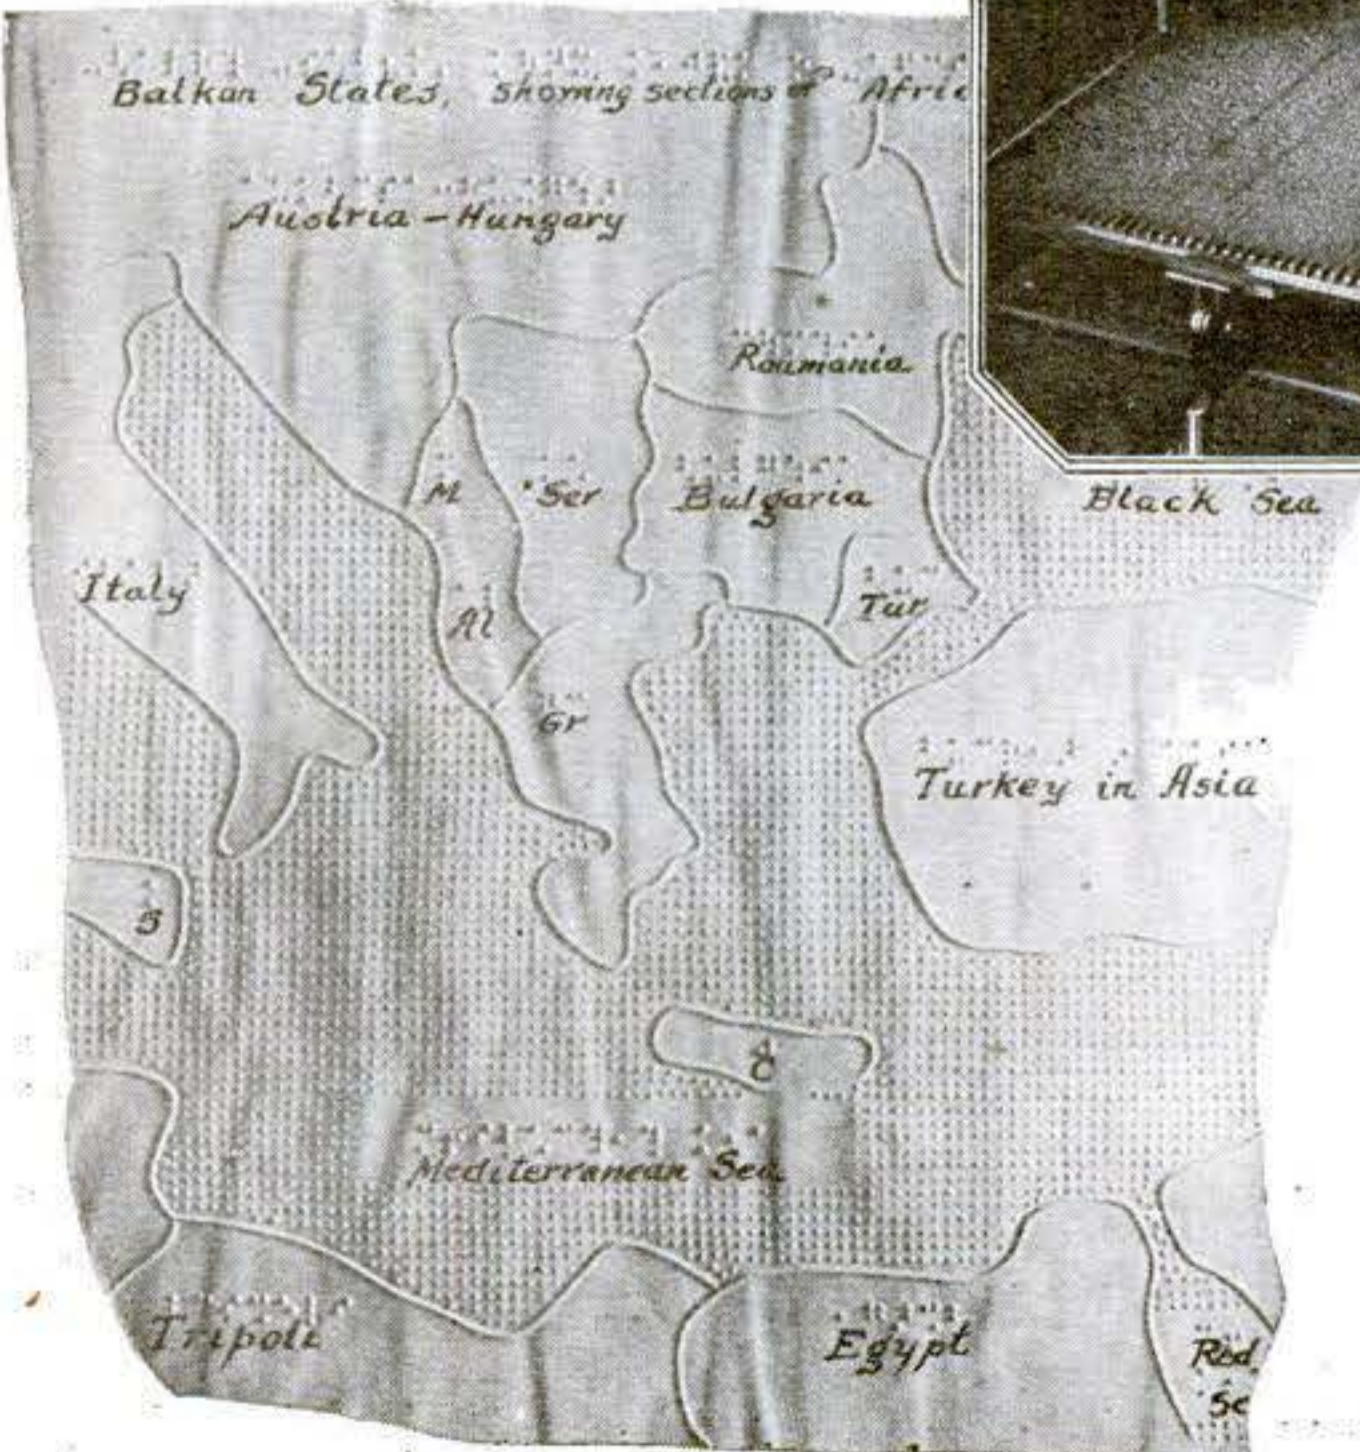 Balkan States, showing sections of Afric
Austria-Hungary
Roumania
M
Ser
Bulgaria
Black Sea
Italy
Al
Tur
Gr
Turkey in Asia
S
C
Mediterranean Sea
Tripoli
Egypt
Red
Se